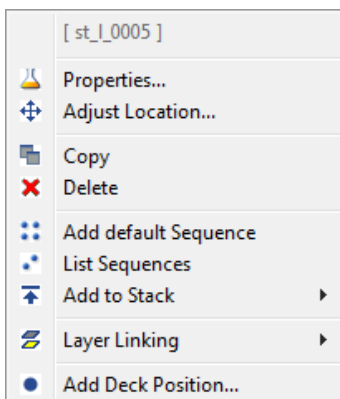 [ st_l_0005 ]
Properties...
Adjust Location...
Copy
Delete
Add default Sequence
List Sequences
Add to Stack
Layer Linking
Add Deck Position...